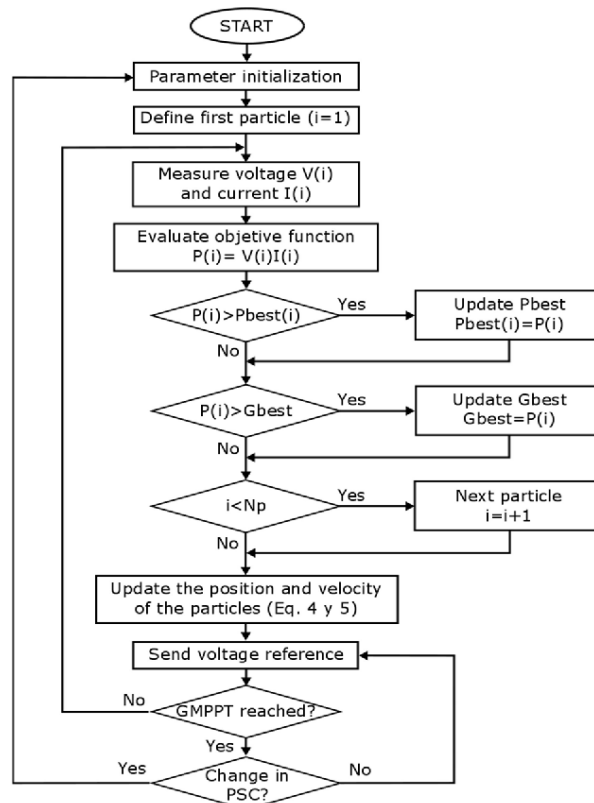 START
Parameter initialization
Define first particle (i=1)
Measure voltage V(i)
and current I(i)
Evaluate objetive function
P(i)= V(i)I(i)
P(i)>Pbest(i)
Yes
Update Pbest
Pbest(i)=P(i)
No
P(i)>Gbest
Yes
Update Gbest
Gbest=P(i)
No
i<Np
Yes
Next particle
i=i+1
No
Update the position and velocity
of the particles (Eq. 4 y 5)
Send voltage reference
GMPPT reached?
No
Yes
Change in
PSC?
Yes
No